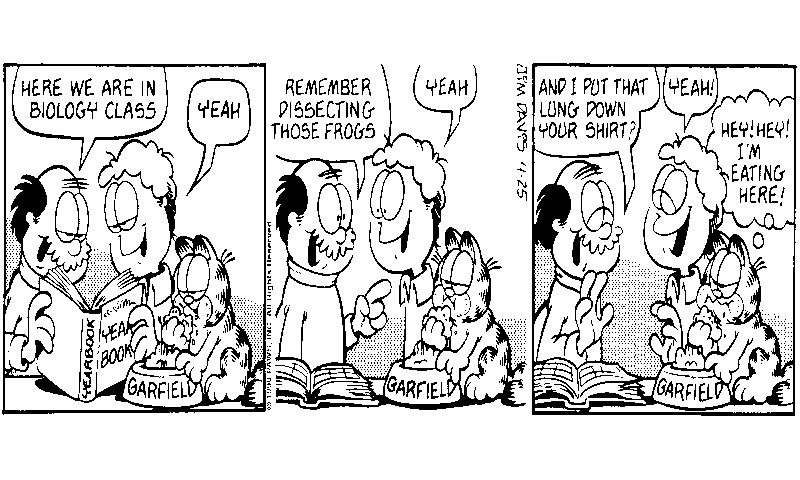 HERE WE ARE IN
BIOLOGY CLASS
YEAH
YEARBOOK
YEAR
BOOK
GARFIELD
REMEMBER
DISSECTING
THOSE FROGS
YEAH
GARFIELD
JIM DAVIS 4-25
AND I PUT THAT
LUNG DOWN
YOUR SHIRT?
YEAH!
HEY! HEY!
I'M
EATING
HERE!
GARFIELD